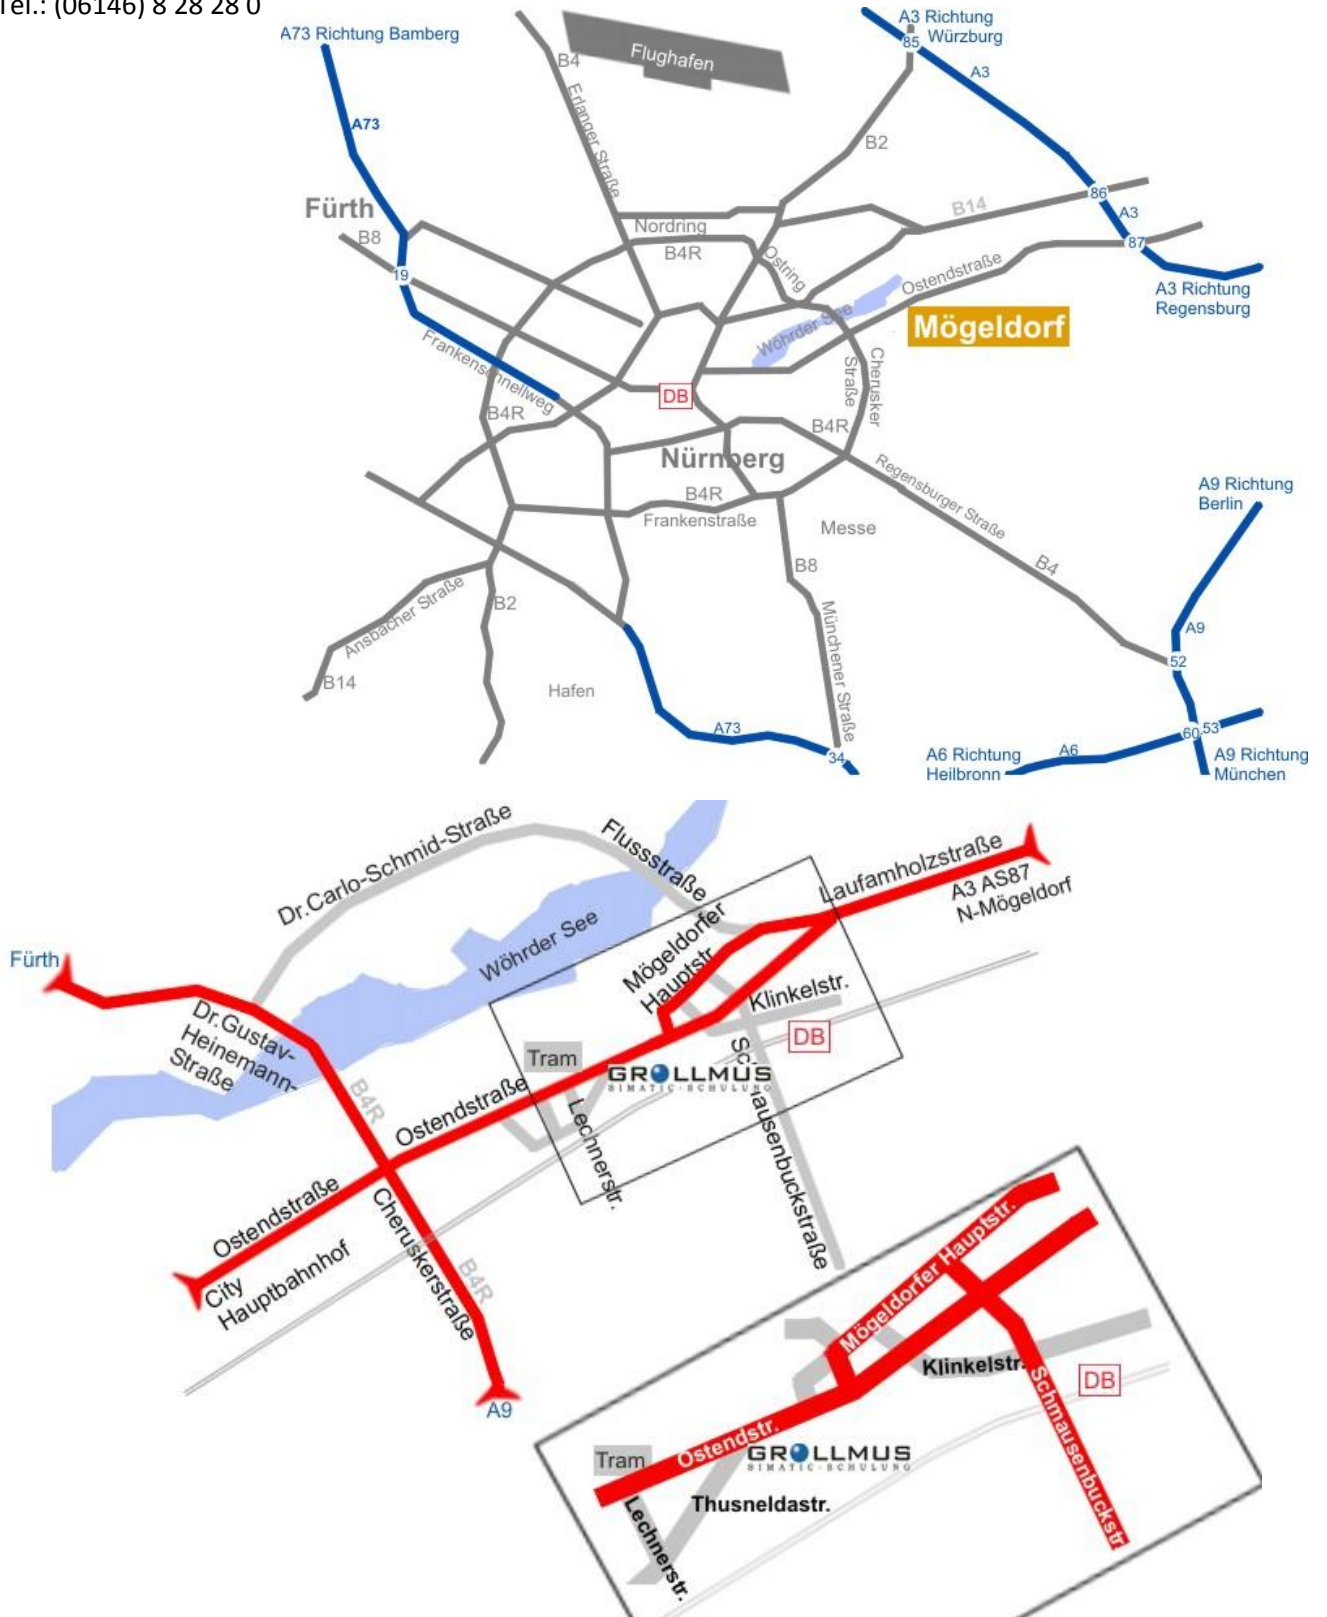 Tel.: (06146) 8 28 28 0
A73 Richtung Bamberg
A3 Richtung
Würzburg
85
B4
Flughafen
A3
A73
Erlanger Straße
B2
86
Fürth
B14
A3
Nordring
B8
B4R
87
Ostring
19
Ostendstraße
A3 Richtung
Regensburg
Wöhrder See
Mögeldorf
Frankenschnellweg
Cherusker
Straße
DB
B4R
B4R
Nürnberg
Regensburger Straße
A9 Richtung
Berlin
B4R
Frankenstraße
Messe
B8
B4
Ansbacher Straße
B2
Münchener Straße
A9
52
B14
Hafen
A73
34
60
53
A6 Richtung
Heilbronn
A6
A9 Richtung
München
Dr.Carlo-Schmid-Straße
Flussstraße
Laufamholzstraße
A3 AS87
N-Mögeldorf
Fürth
Wöhrder See
Mögeldorfer
Hauptstr.
Klinkelstr.
Dr.Gustav-
Heinemann-
Straße
DB
Tram
GROLLMUS
SIMATIC-SCHULUNG
B4R
Ostendstraße
Lechnerstr.
Ostendstraße
Cheruskerstraße
City
Hauptbahnhof
B4R
A9
Mögeldorfer Hauptstr.
Klinkelstr.
DB
Schmausenbuckstr
Ostendstr.
Tram
GROLLMUS
SIMATIC-SCHULUNG
Thusneldastr.
Lechnerstr.